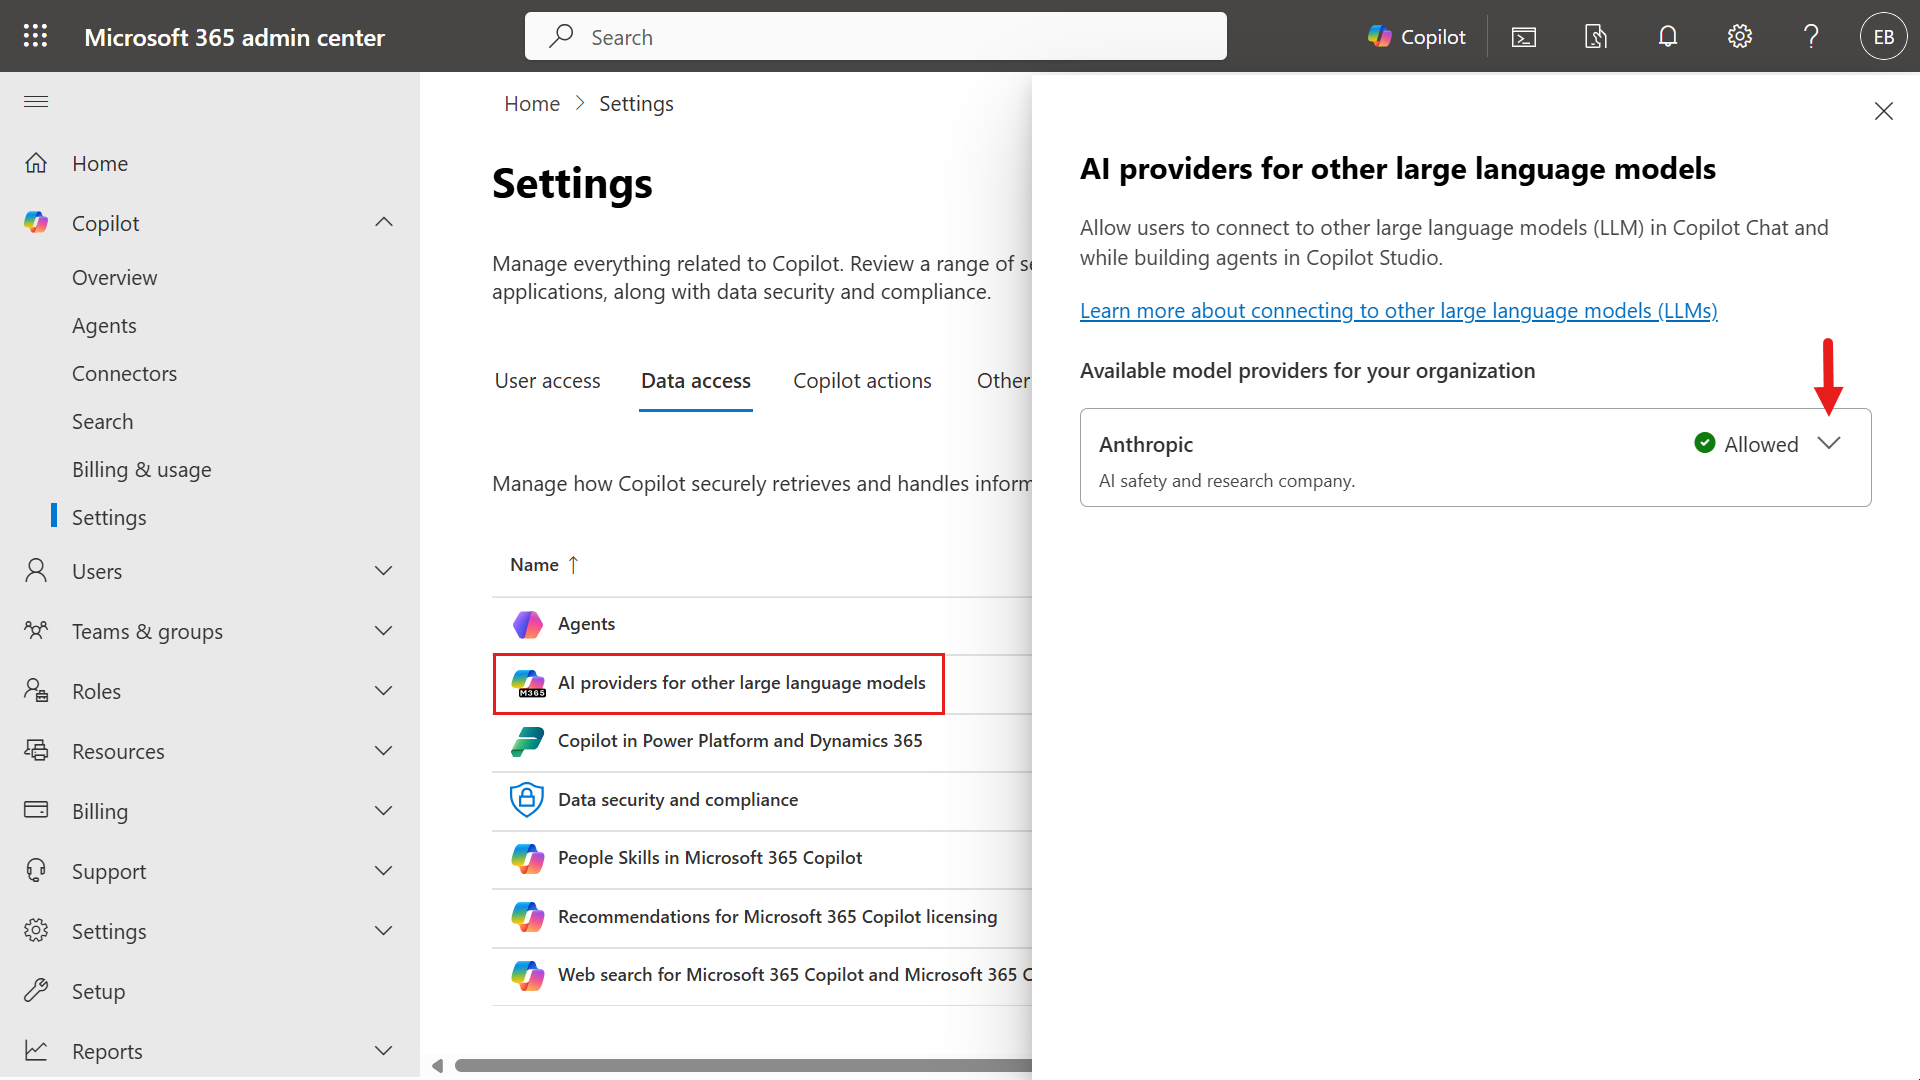 Microsoft 365 admin center
Search
Copilot
EB
Home
Copilot
Overview
Agents
Connectors
Search
Billing & usage
Settings
Users
Teams & groups
Roles
Resources
Billing
Support
Settings
Setup
Reports
Home > Settings
Settings
Manage everything related to Copilot. Review a range of se
applications, along with data security and compliance.
User access
Data access
Copilot actions
Other
Manage how Copilot securely retrieves and handles inform
Name ↑
Agents
M365
AI providers for other large language models
Copilot in Power Platform and Dynamics 365
Data security and compliance
People Skills in Microsoft 365 Copilot
Recommendations for Microsoft 365 Copilot licensing
Web search for Microsoft 365 Copilot and Microsoft 365 C
AI providers for other large language models
Allow users to connect to other large language models (LLM) in Copilot Chat and
while building agents in Copilot Studio.
Learn more about connecting to other large language models (LLMs)
Available model providers for your organization
Anthropic
Allowed
AI safety and research company.